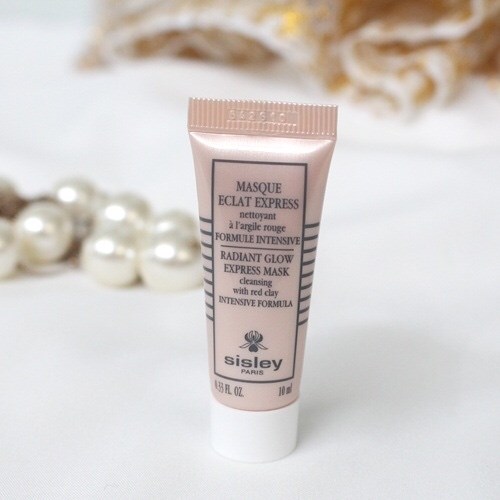 MASQUE
ECLAT EXPRESS
nettoyant
à l'argile rouge
FORMULE INTENSIVE
RADIANT GLOW
EXPRESS MASK
cleansing
with red clay
INTENSIVE FORMULA
sisley
PARIS
0.33 FL. OZ. 10 ml